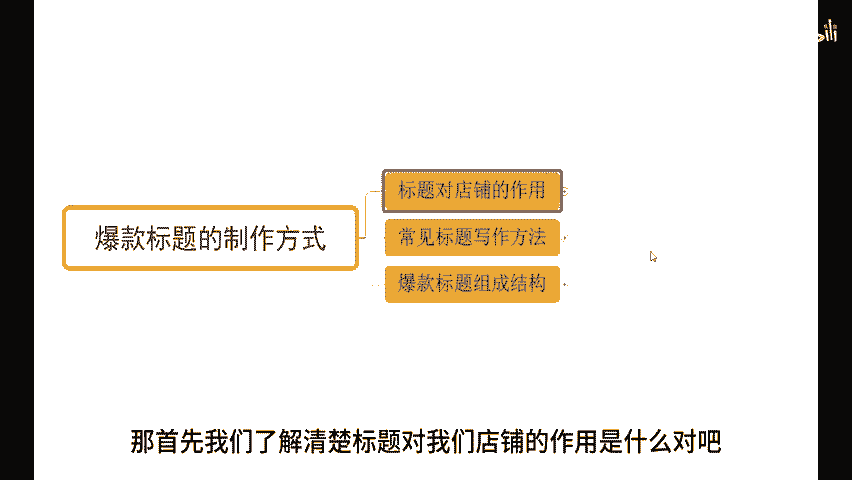 标题对店铺的作用
爆款标题的制作方式
常见标题写作方法
爆款标题组成结构
那首先我们了解清楚标题对我们店铺的作用是什么对吧